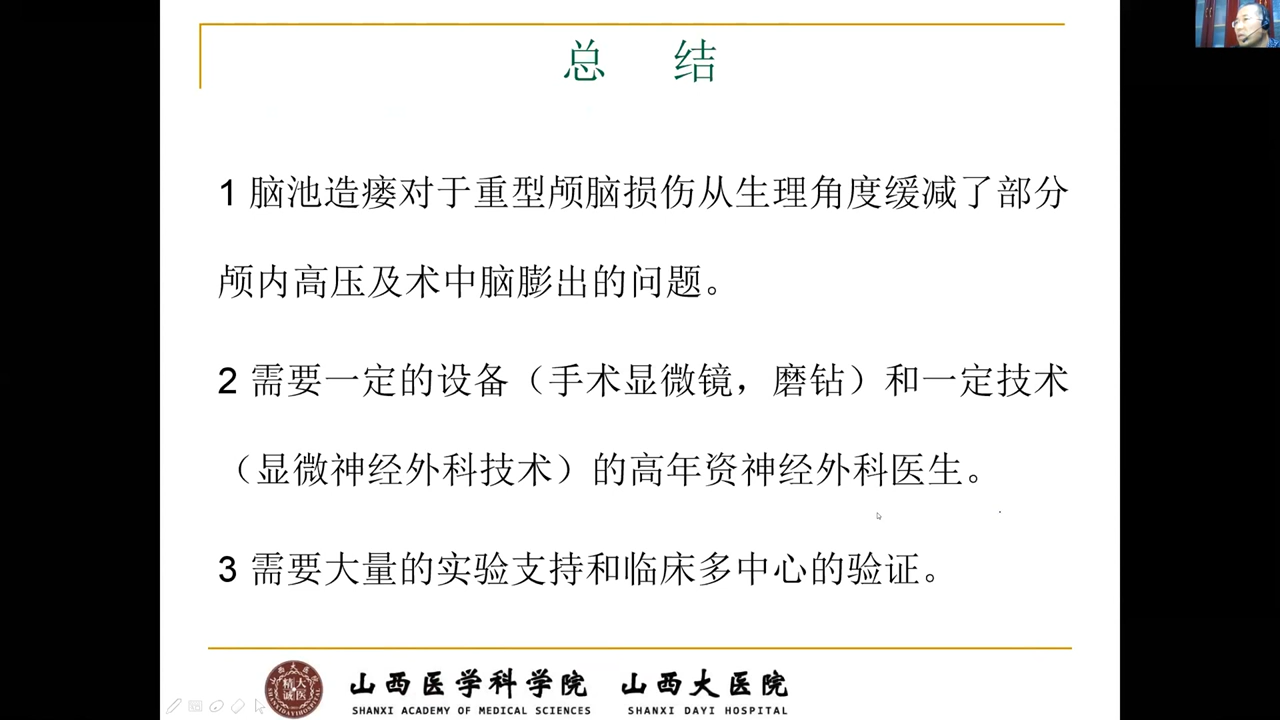 总 结
1 脑池造瘘对于重型颅脑损伤从生理角度缓减了部分
颅内高压及术中脑膨出的问题。
2 需要一定的设备（手术显微镜，磨钻）和一定技术
（显微神经外科技术）的高年资神经外科医生。
3 需要大量的实验支持和临床多中心的验证。
山西医学科学院 山西大医院
SHANXI ACADEMY OF MEDICAL SCIENCES SHANXI DAYI HOSPITAL